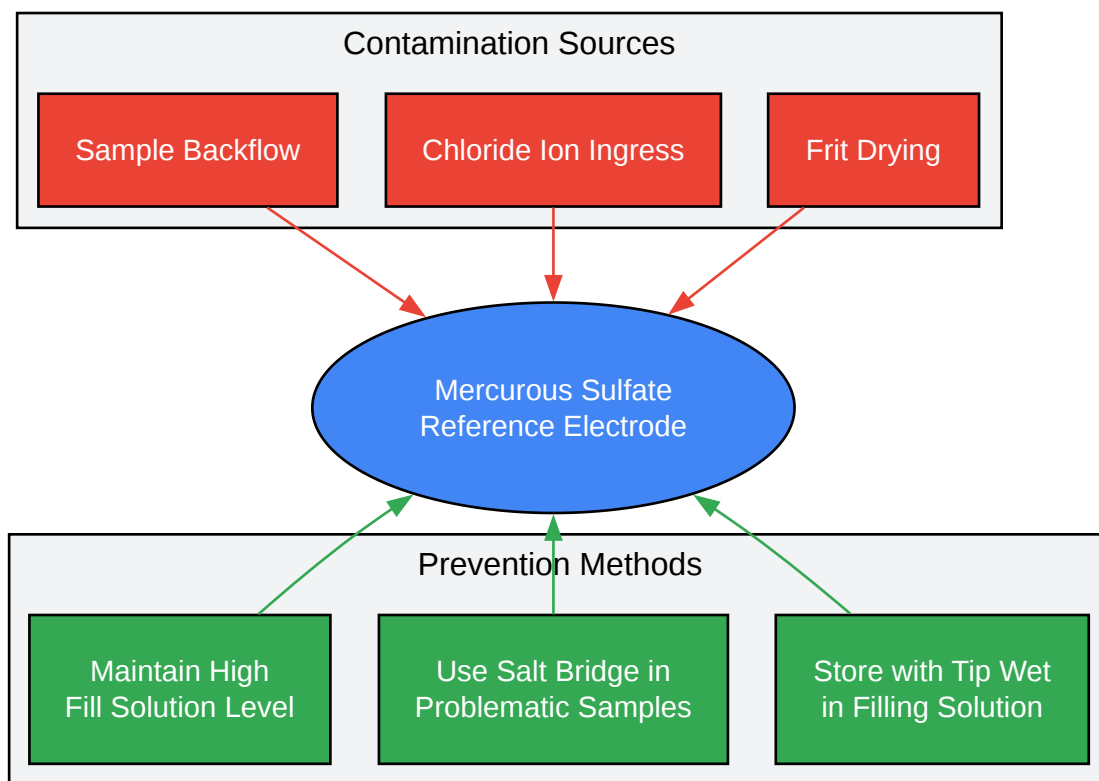 Contamination Sources
Sample Backflow
Chloride Ion Ingress
Frit Drying
Mercurous Sulfate
Reference Electrode
Prevention Methods
Maintain High
Fill Solution Level
Use Salt Bridge in
Problematic Samples
Store with Tip Wet
in Filling Solution